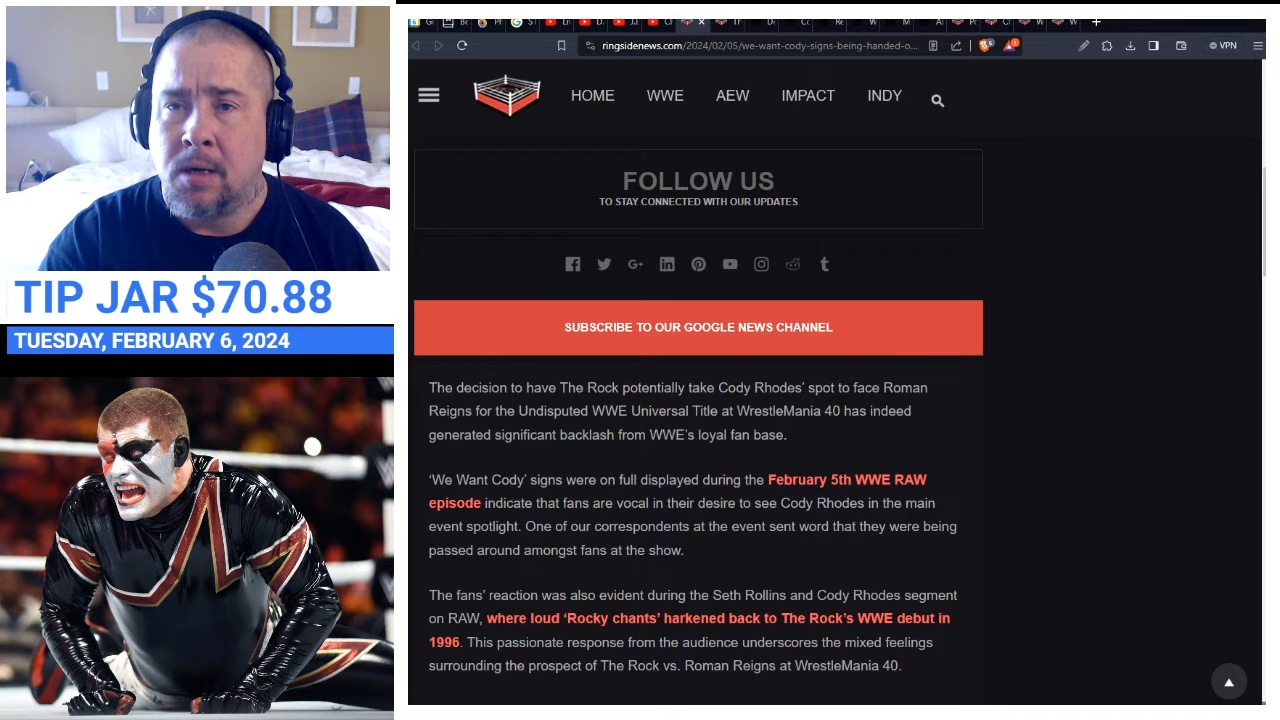 ringsidenews.com/2024/02/05/we-want-cody-signs-being-handed-o...
VPN
HOME
WWE
AEW
IMPACT
INDY
FOLLOW US
TO STAY CONNECTED WITH OUR UPDATES
SUBSCRIBE TO OUR GOOGLE NEWS CHANNEL
The decision to have The Rock potentially take Cody Rhodes' spot to face Roman
Reigns for the Undisputed WWE Universal Title at WrestleMania 40 has indeed
generated significant backlash from WWE's loyal fan base.
'We Want Cody' signs were on full displayed during the February 5th WWE RAW
episode indicate that fans are vocal in their desire to see Cody Rhodes in the main
event spotlight. One of our correspondents at the event sent word that they were being
passed around amongst fans at the show.
The fans' reaction was also evident during the Seth Rollins and Cody Rhodes segment
on RAW, where loud 'Rocky chants' harkened back to The Rock's WWE debut in
1996. This passionate response from the audience underscores the mixed feelings
surrounding the prospect of The Rock vs. Roman Reigns at WrestleMania 40.
TIP JAR $70.88
TUESDAY, FEBRUARY 6, 2024